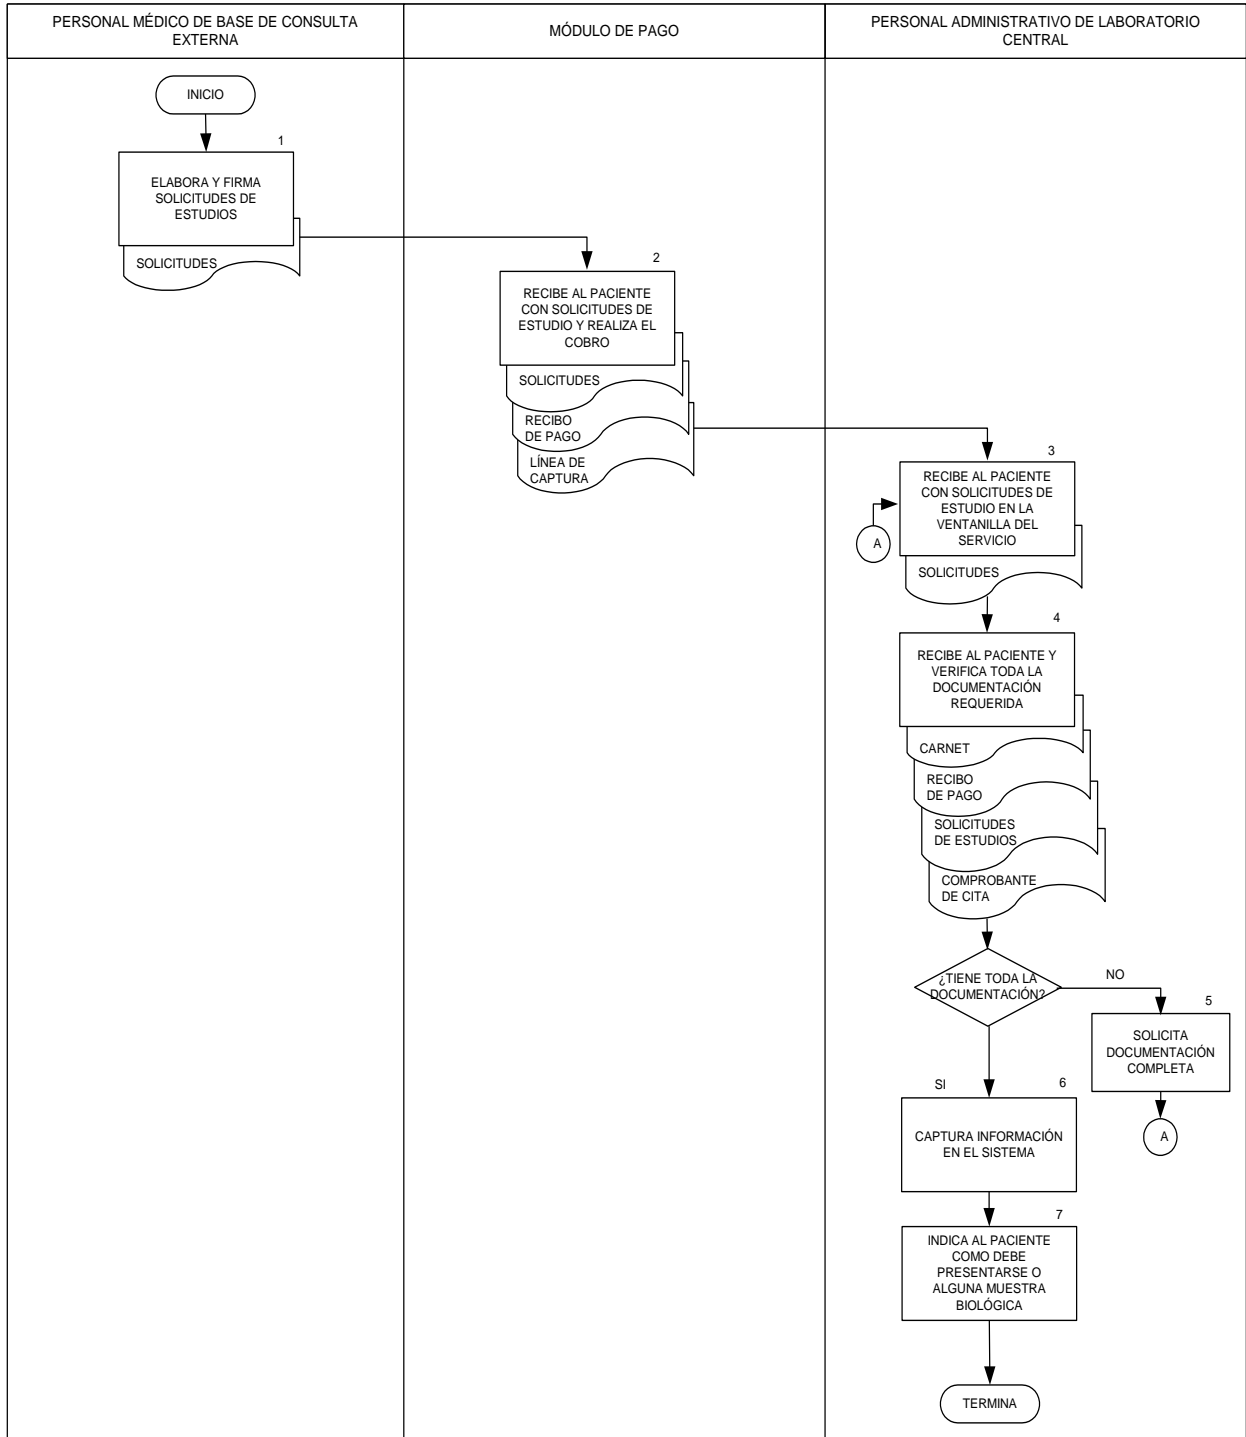 PERSONAL MÉDICO DE BASE DE CONSULTA
EXTERNA
MÓDULO DE PAGO
PERSONAL ADMINISTRATIVO DE LABORATORIO
CENTRAL
INICIO
1
ELABORA Y FIRMA
SOLICITUDES DE
ESTUDIOS
SOLICITUDES
2
RECIBE AL PACIENTE
CON SOLICITUDES DE
ESTUDIO Y REALIZA EL
COBRO
SOLICITUDES
RECIBO
DE PAGO
LÍNEA DE
CAPTURA
3
RECIBE AL PACIENTE
CON SOLICITUDES DE
ESTUDIO EN LA
VENTANILLA DEL
SERVICIO
A
SOLICITUDES
4
RECIBE AL PACIENTE Y
VERIFICA TODA LA
DOCUMENTACIÓN
REQUERIDA
CARNET
RECIBO
DE PAGO
SOLICITUDES
DE ESTUDIOS
COMPROBANTE
DE CITA
¿TIENE TODA LA
DOCUMENTACIÓN?
NO
5
SOLICITA
DOCUMENTACIÓN
COMPLETA
A
SI
6
CAPTURA INFORMACIÓN
EN EL SISTEMA
7
INDICA AL PACIENTE
COMO DEBE
PRESENTARSE O
ALGUNA MUESTRA
BIOLÓGICA
TERMINA